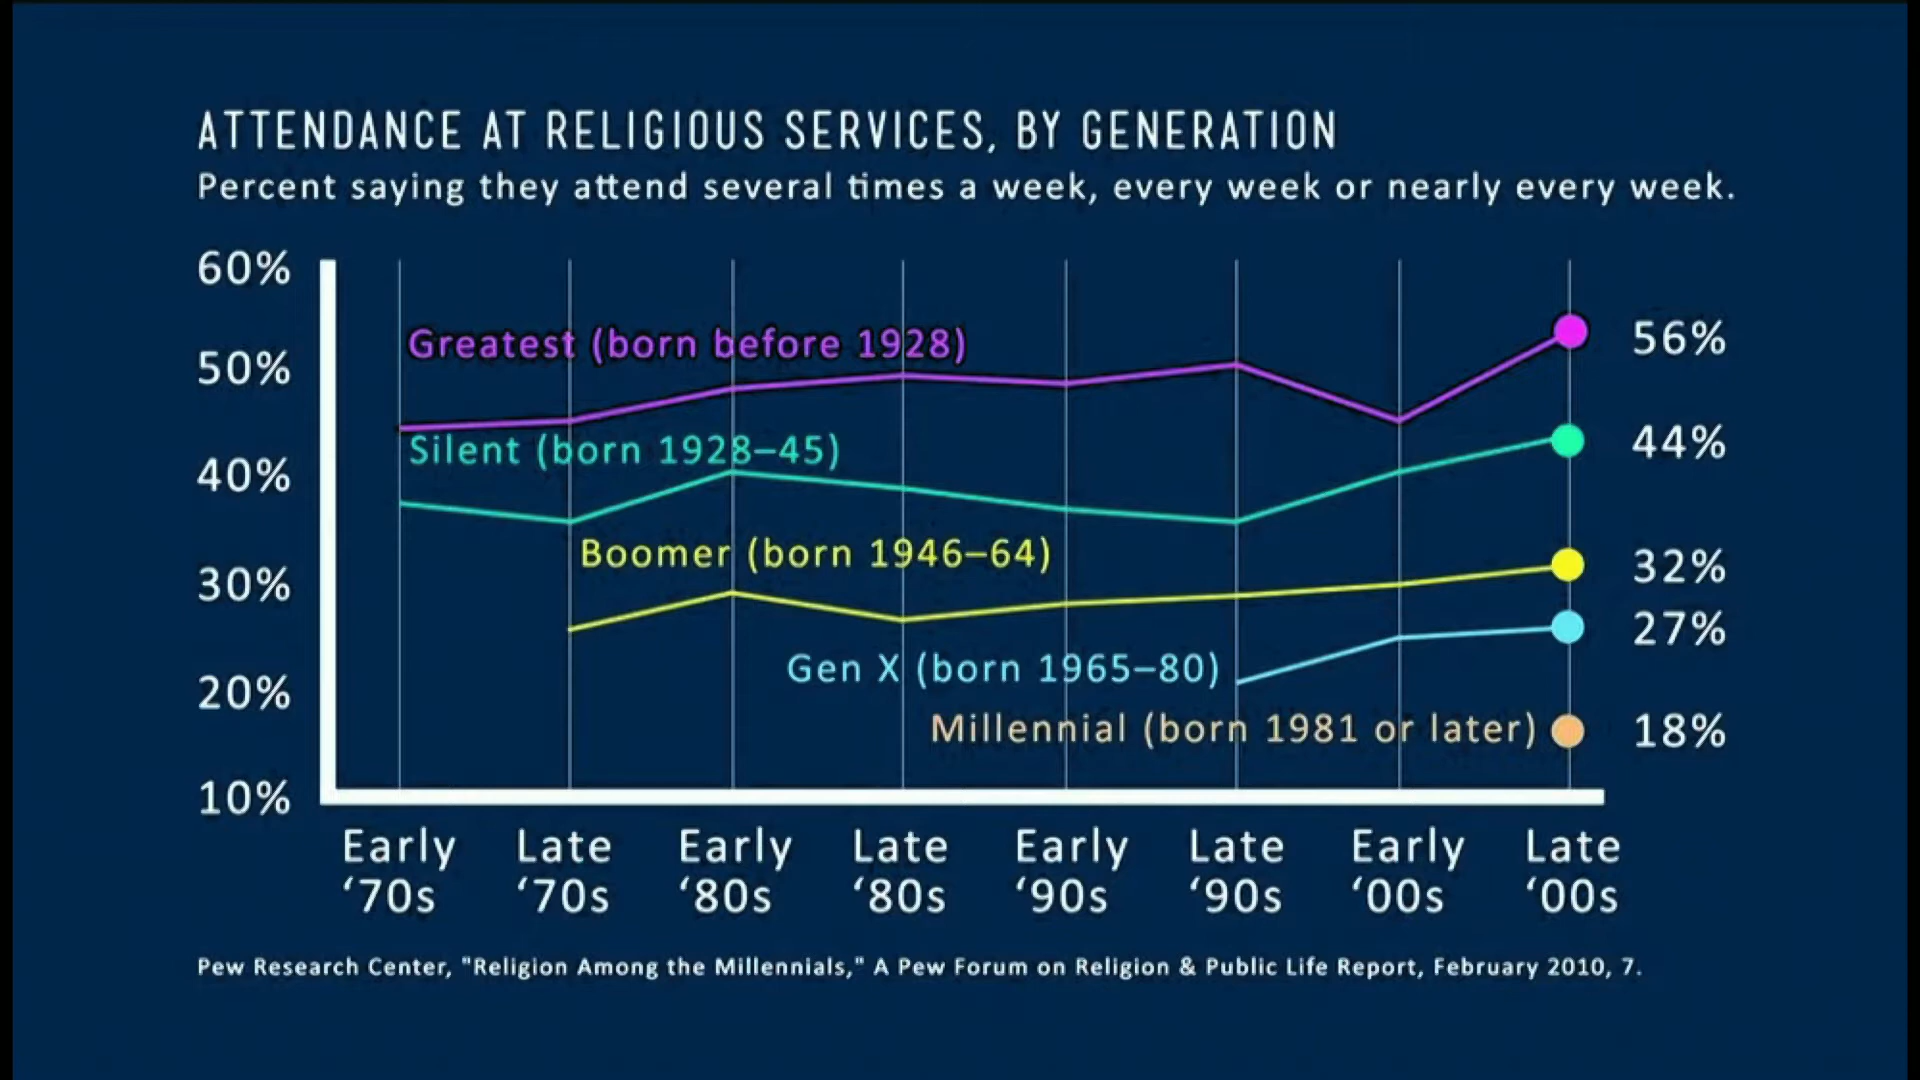 ATTENDANCE AT RELIGIOUS SERVICES, BY GENERATION
Percent saying they attend several times a week, every week or nearly every week.
60%
50%
40%
30%
20%
10%
Greatest (born before 1928)
Silent (born 1928–45)
Boomer (born 1946–64)
Gen X (born 1965–80)
Millennial (born 1981 or later)
56%
44%
32%
27%
18%
Early ‘70s
Late ‘70s
Early ‘80s
Late ‘80s
Early ‘90s
Late ‘90s
Early ‘00s
Late ‘00s
Pew Research Center, "Religion Among the Millennials," A Pew Forum on Religion & Public Life Report, February 2010, 7.